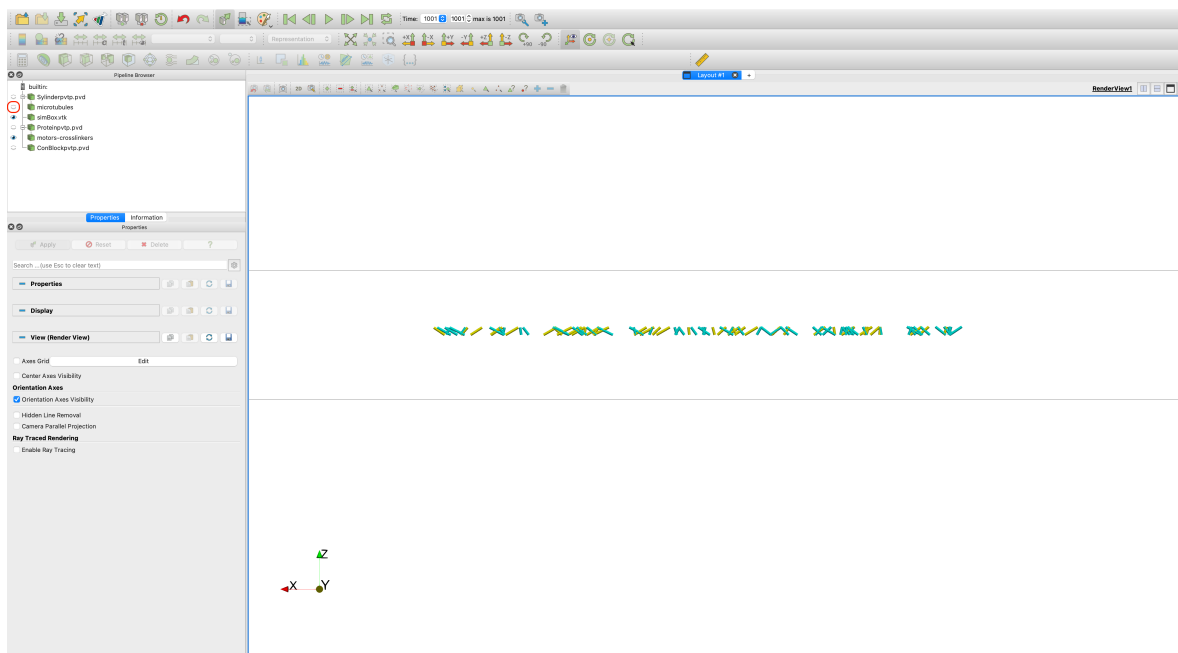 Time: 1001 1001 max is 1001
Representation
+X -X +Y -Y +Z -Z +90 -90
Pipeline Browser
Layout #1 +
builtin:
Sylinderpvtp.pvd
microtubules
simBox.vtk
Proteinpvtp.pvd
motors-crosslinkers
ConBlockpvtp.pvd
2D
RenderView1
Properties Information
Properties
Apply Reset Delete ?
Search ... (use Esc to clear text)
Properties
Display
View (Render View)
Axes Grid Edit
Center Axes Visibility
Orientation Axes
Orientation Axes Visibility
Hidden Line Removal
Camera Parallel Projection
Ray Traced Rendering
Enable Ray Tracing
Z
X Y